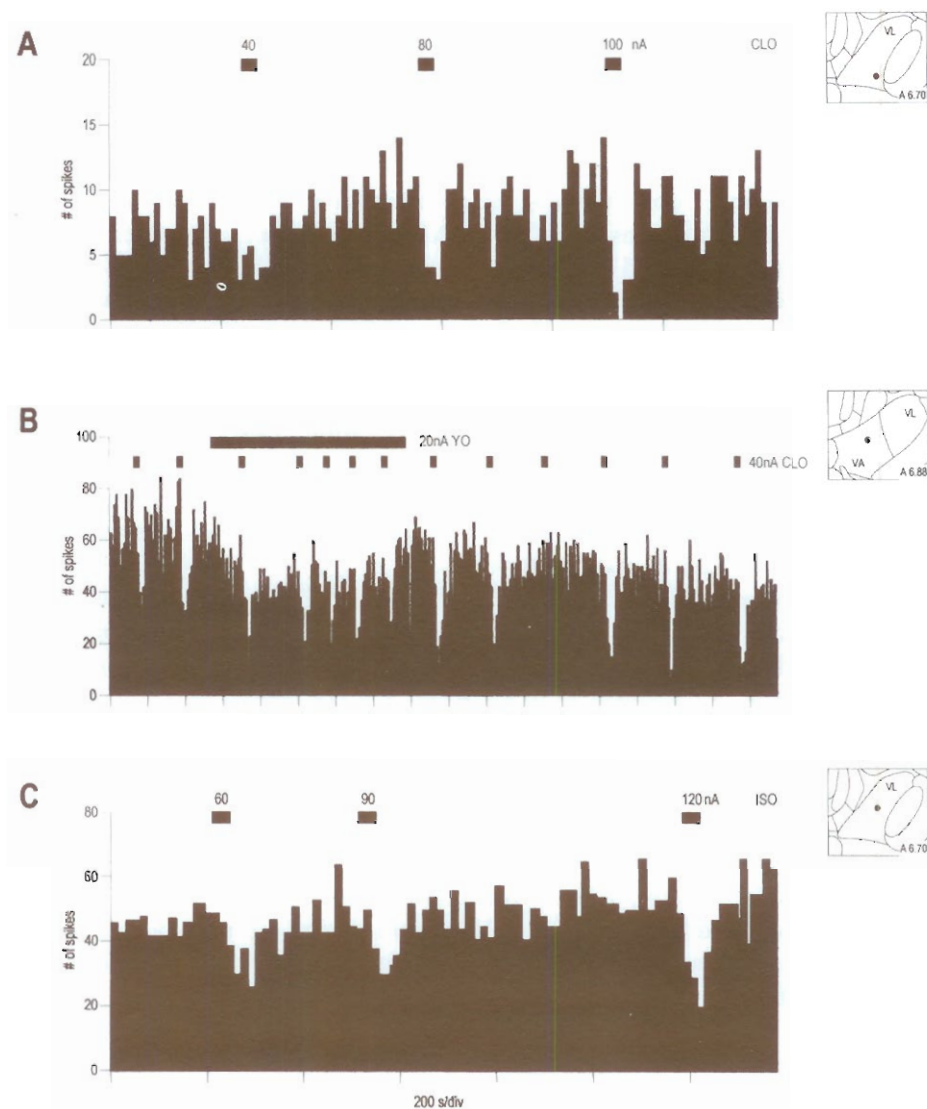 A
40 80 100 nA CLO
20
15
10
5
0
# of spikes
VL
A 6.70
B
20nA YO
40nA CLO
100
80
60
40
20
0
# of spikes
VL
VA
A 6.88
C
60 90 120 nA ISO
80
60
40
20
0
# of spikes
200 s/div
VL
A 6.70